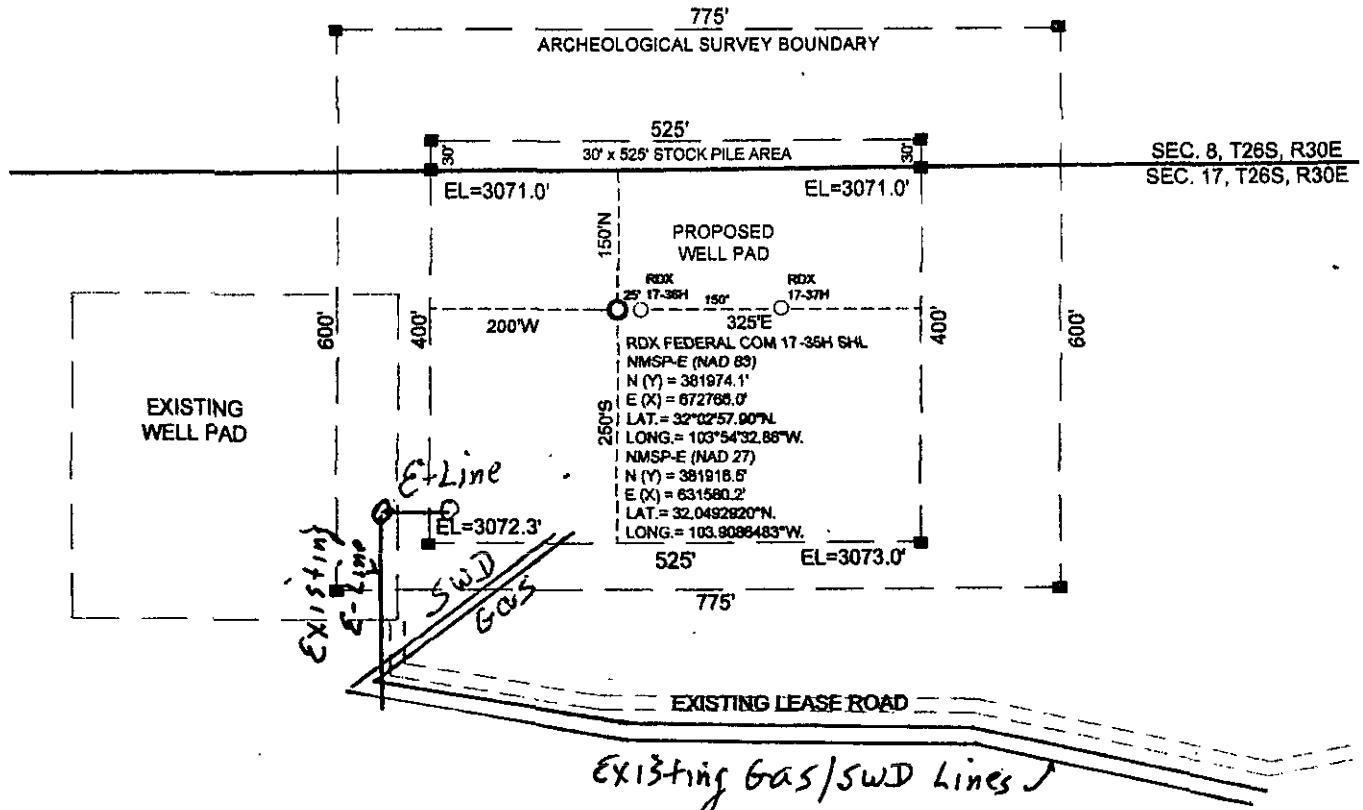 775'
ARCHEOLOGICAL SURVEY BOUNDARY
525'
30'
30' x 525' STOCK PILE AREA
30'
SEC. 8, T26S, R30E
SEC. 17, T26S, R30E
EL=3071.0'
EL=3071.0'
150'N
PROPOSED
WELL PAD
RDX
17-36H
RDX
17-37H
25'
150'
200'W
325'E
600'
400'
400'
600'
EXISTING
WELL PAD
250'S
RDX FEDERAL COM 17-35H SHL
NMSP-E (NAD 83)
N (Y) = 381974.1'
E (X) = 672766.0'
LAT.= 32°02'57.90"N.
LONG.= 103°54'32.86"W.
NMSP-E (NAD 27)
N (Y) = 381916.5'
E (X) = 631580.2'
LAT.= 32.0492920°N.
LONG.= 103.9086483°W.
E-Line
EL=3072.3'
525'
EL=3073.0'
775'
Existing
E-Line
SWD
Gas
EXISTING LEASE ROAD
Existing Gas/SWD Lines